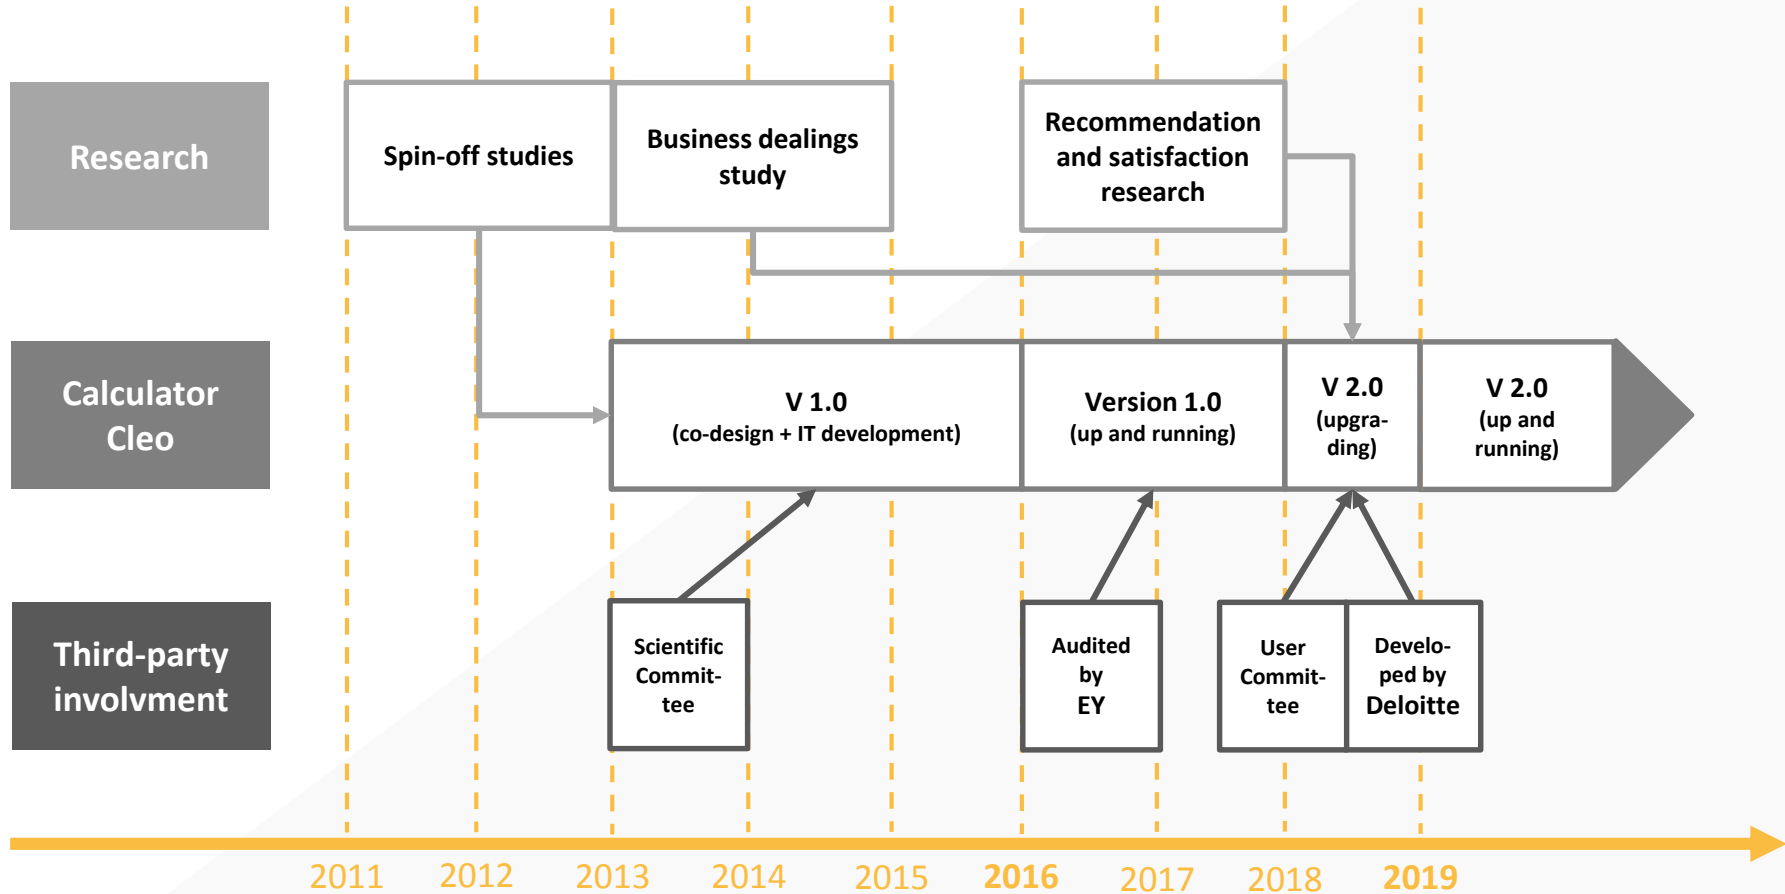 Research
Spin-off studies
Business dealings
study
Recommendation
and satisfaction
research
Calculator
Cleo
V 1.0
(co-design + IT development)
Version 1.0
(up and running)
V 2.0
(upgra-
ding)
V 2.0
(up and
running)
Third-party
involvment
Scientific
Commit-
tee
Audited
by
EY
User
Commit-
tee
Develo-
ped by
Deloitte
2011
2012
2013
2014
2015
2016
2017
2018
2019